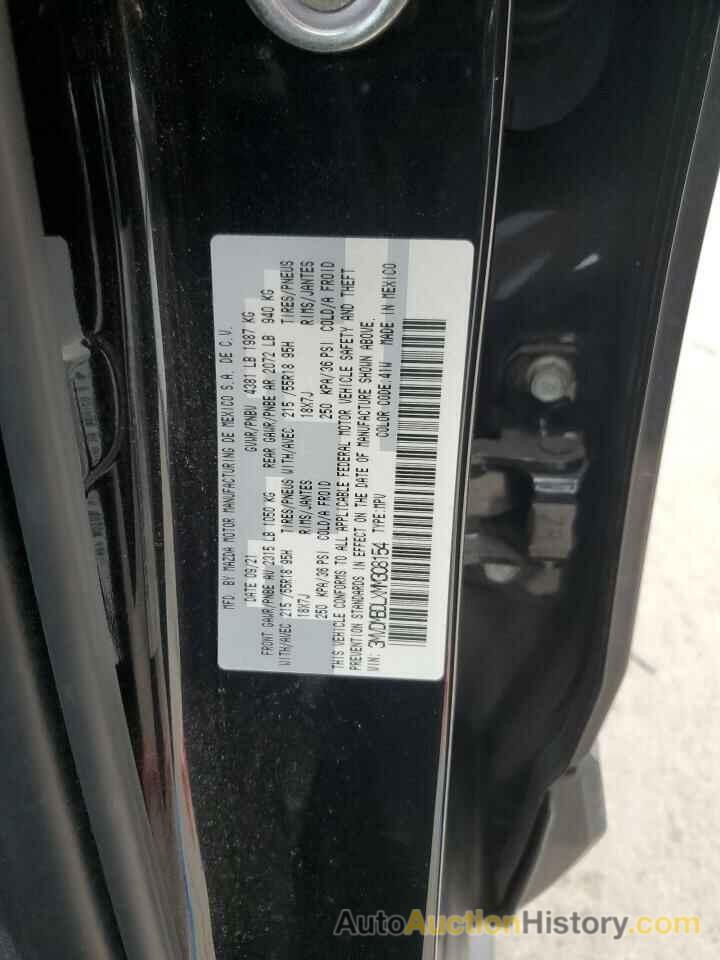 MFD. BY MAZDA MOTOR MANUFACTURING DE MEXICO S.A. DE C.V.
DATE 09/21 GVWR/PNBV 4381 LB 1987 KG
FRONT GAWR/PNBE AV 2315 LB 1050 KG REAR GAWR/PNBE AR 2072 LB 940 KG
WITH/AVEC 215 /55R18 95H TIRES/PNEUS WITH/AVEC 215 /55R18 95H TIRES/PNEUS
18X7J RIMS/JANTES 18X7J RIMS/JANTES
250 KPA/36 PSI COLD/A FROID 250 KPA/36 PSI COLD/A FROID
THIS VEHICLE CONFORMS TO ALL APPLICABLE FEDERAL MOTOR VEHICLE SAFETY AND THEFT
PREVENTION STANDARDS IN EFFECT ON THE DATE OF MANUFACTURE SHOWN ABOVE.
VIN: 3MVDMBDLXMM308154 TYPE:MPV COLOR CODE:41W MADE IN MEXICO
AutoAuctionHistory.com